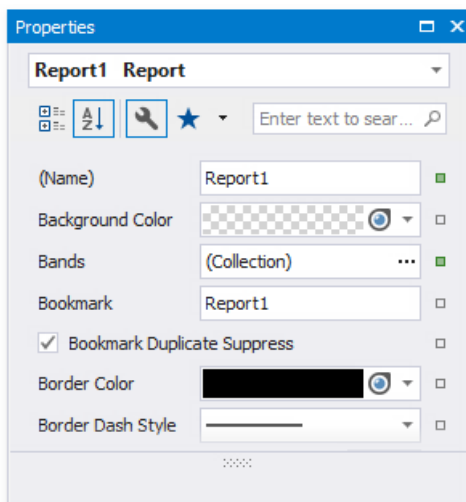 Properties
Report1 Report
A
Z
Enter text to sear...
(Name) Report1
Background Color
Bands (Collection) ...
Bookmark Report1
Bookmark Duplicate Suppress
Border Color
Border Dash Style